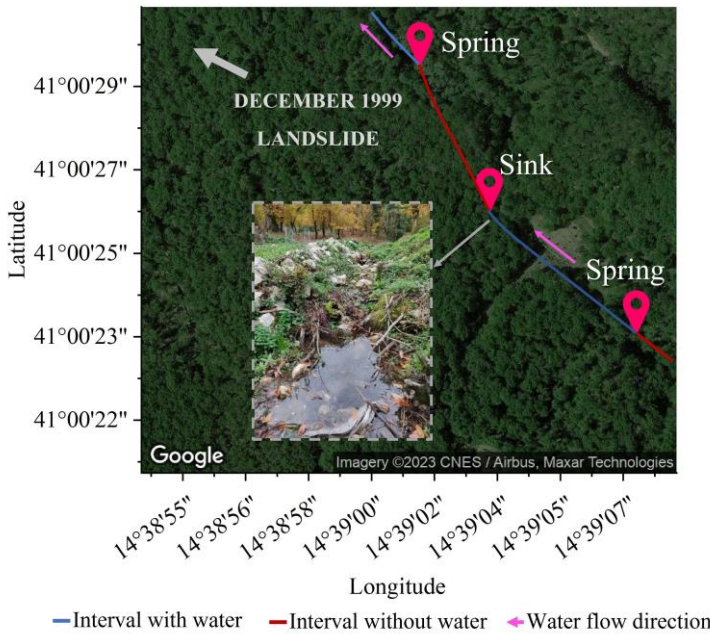 Spring
DECEMBER 1999
LANDSLIDE
Sink
Spring
41°00'29"
41°00'27"
41°00'25"
41°00'23"
41°00'22"
Latitude
Google
Imagery ©2023 CNES / Airbus, Maxar Technologies
14°38'55"
14°38'56"
14°38'58"
14°39'00"
14°39'02"
14°39'04"
14°39'05"
14°39'07"
Longitude
Interval with water
Interval without water
Water flow direction